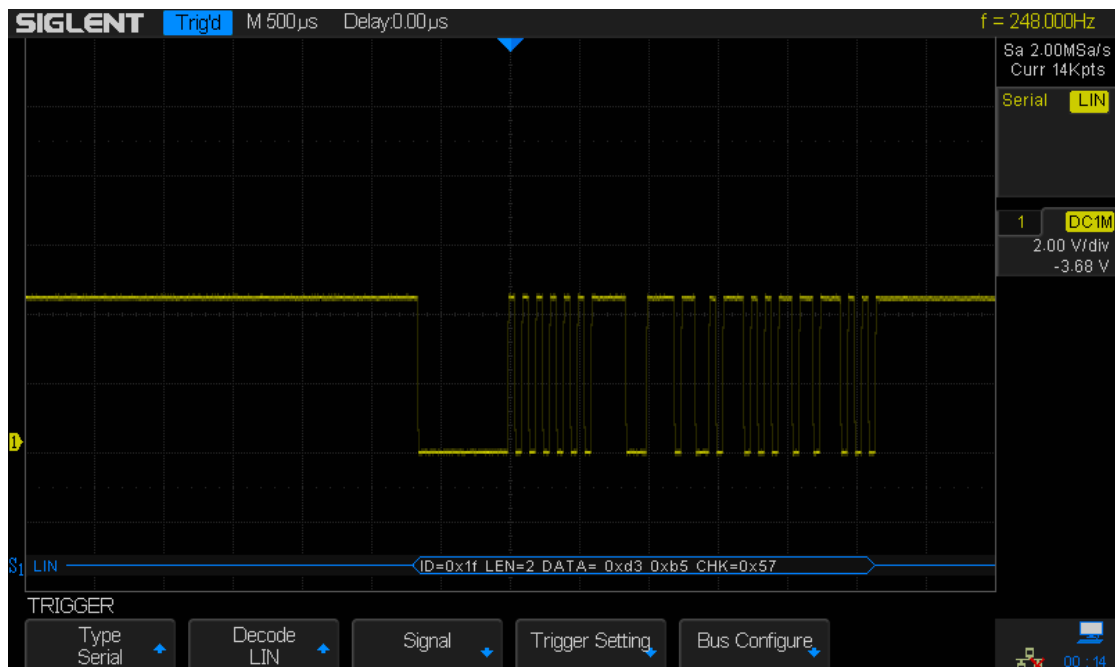 SIGLENT Trig'd M 500µs Delay:0.00µs f = 248.000Hz
Sa 2.00MSa/s
Curr 14Kpts
Serial LIN
1 DC1M
2.00 V/div
-3.68 V
1
S1 LIN ID=0x1f LEN=2 DATA= 0xd3 0xb5 CHK=0x57
TRIGGER
Type
Serial
Decode
LIN
Signal
Trigger Setting
Bus Configure
00 : 14